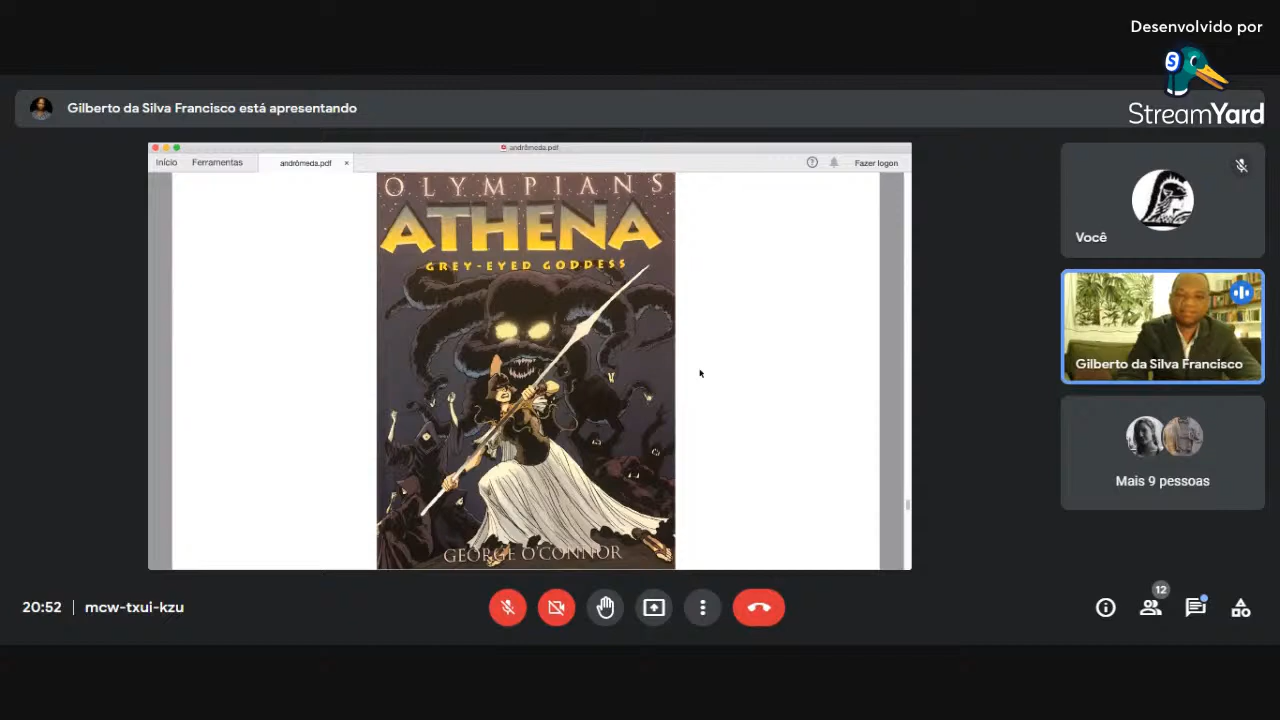 Desenvolvido por
StreamYard
Gilberto da Silva Francisco está apresentando
andrômeda.pdf
Início
Ferramentas
andrômeda.pdf
×
Fazer logon
OLYMPIANS
ATHENA
GREY-EYED GODDESS
GEORGE O'CONNOR
Você
Gilberto da Silva Francisco
Mais 9 pessoas
20:52
mcw-txui-kzu
12